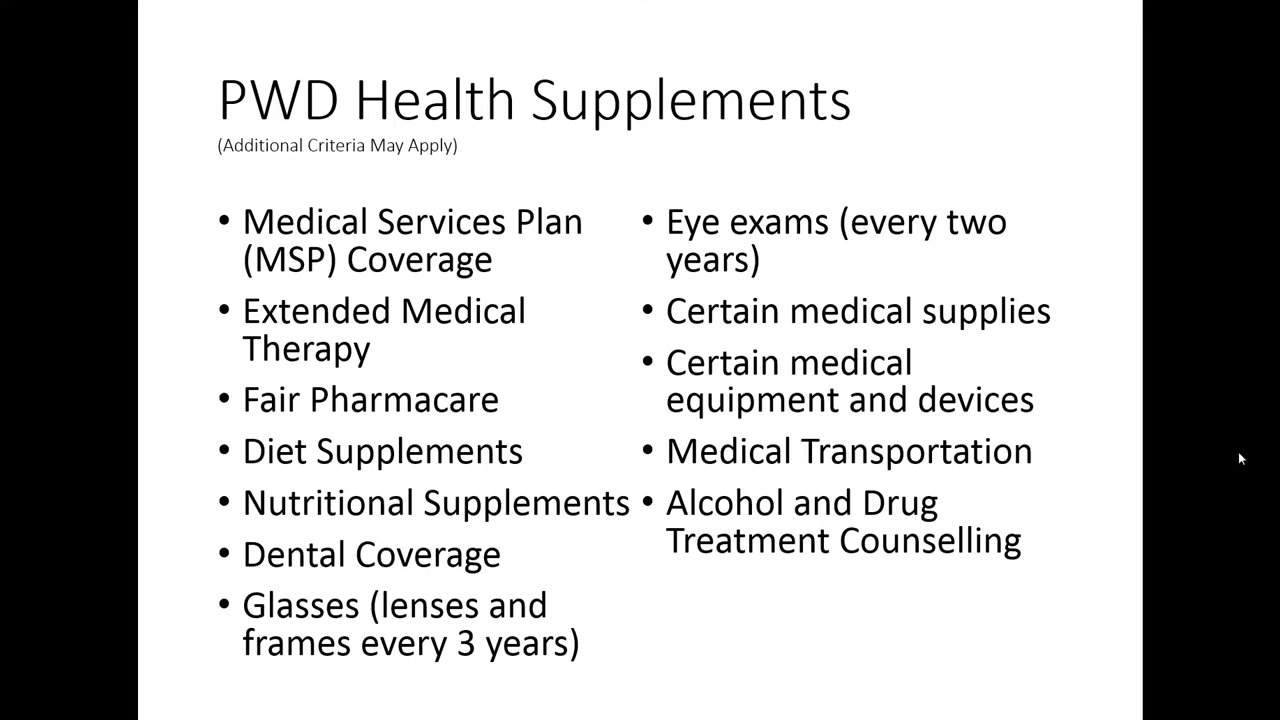 PWD Health Supplements
(Additional Criteria May Apply)
• Medical Services Plan
(MSP) Coverage
• Extended Medical
Therapy
• Fair Pharmacare
• Diet Supplements
• Nutritional Supplements
• Dental Coverage
• Glasses (lenses and
frames every 3 years)
• Eye exams (every two
years)
• Certain medical supplies
• Certain medical
equipment and devices
• Medical Transportation
• Alcohol and Drug
Treatment Counselling